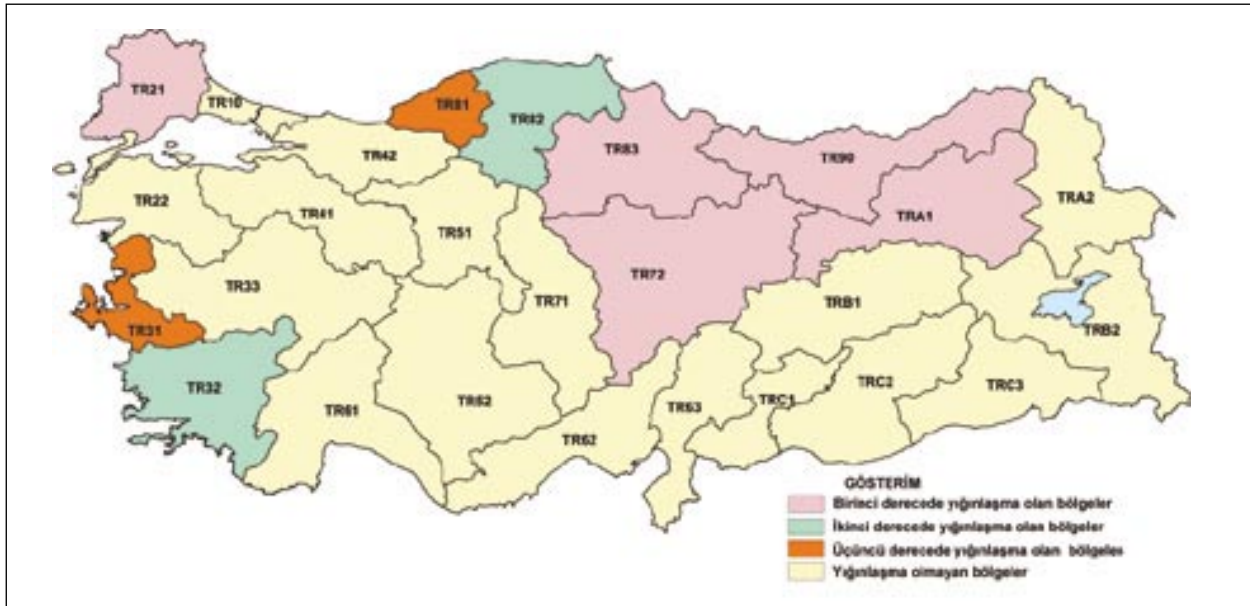 TR21
TR10
TR81
TR82
TR83
TR90
TR42
TRA1
TRA2
TR22
TR41
TR51
TR72
TR33
TR71
TRB1
TRB2
TR31
TR32
TR61
TR52
TR62
TR63
TRC1
TRC2
TRC3
GÖSTERİM
Birinci derecede yığınlaşma olan bölgeler
İkinci derecede yığınlaşma olan bölgeler
Üçüncü derecede yığınlaşma olan bölgeles
Yığınlaşma olmayan bölgeler